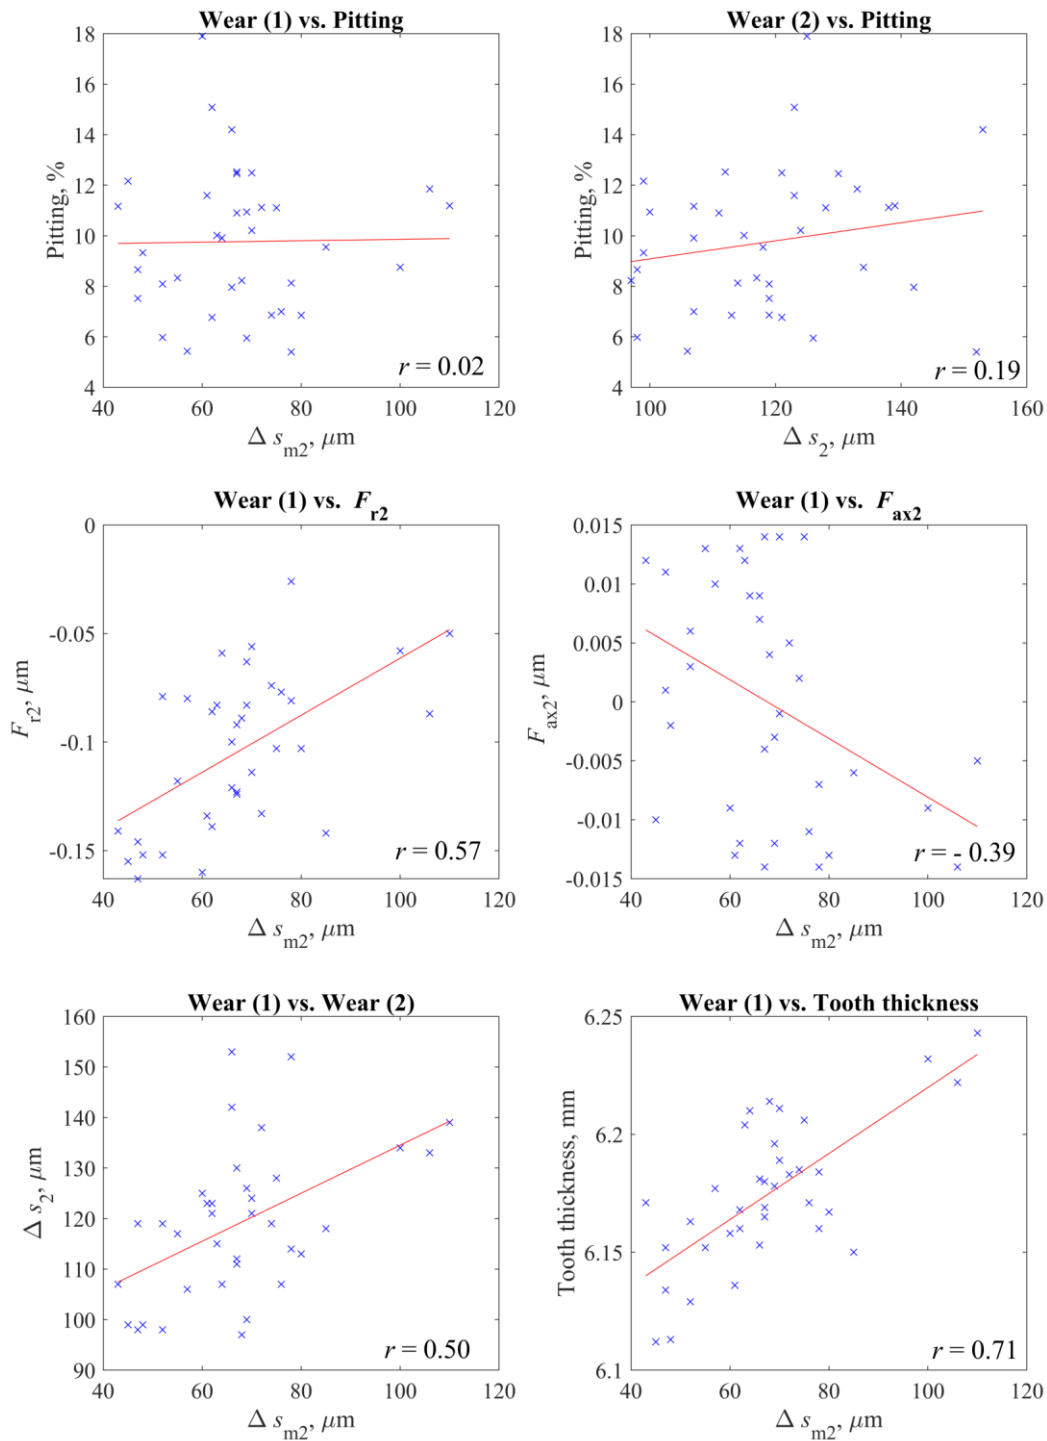 Wear (1) vs. Pitting
18
16
14
12
10
8
6
4
Pitting, %
r = 0.02
40 60 80 100 120
Δ sm2, μm
Wear (2) vs. Pitting
18
16
14
12
10
8
6
4
Pitting, %
r = 0.19
100 120 140 160
Δ s2, μm
Wear (1) vs. Fr2
0
-0.05
-0.1
-0.15
Fr2, μm
r = 0.57
40 60 80 100 120
Δ sm2, μm
Wear (1) vs. Fax2
0.015
0.01
0.005
0
-0.005
-0.01
-0.015
Fax2, μm
r = - 0.39
40 60 80 100 120
Δ sm2, μm
Wear (1) vs. Wear (2)
160
150
140
130
120
110
100
90
Δ s2, μm
r = 0.50
40 60 80 100 120
Δ sm2, μm
Wear (1) vs. Tooth thickness
6.25
6.2
6.15
6.1
Tooth thickness, mm
r = 0.71
40 60 80 100 120
Δ sm2, μm